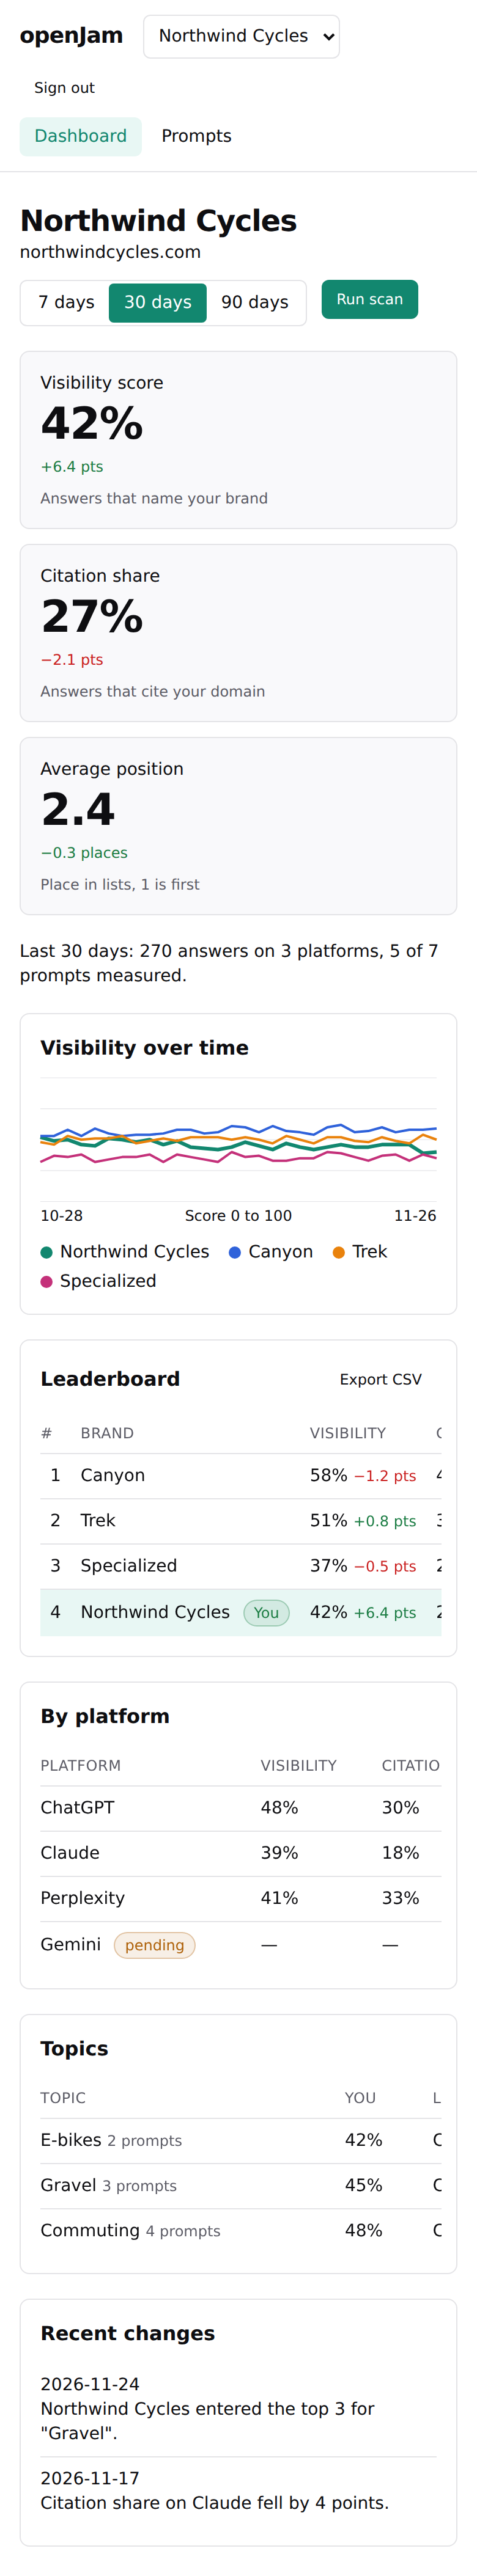 openJam
Northwind Cycles
Sign out
Dashboard
Prompts
Northwind Cycles
northwindcycles.com
7 days
30 days
90 days
Run scan
Visibility score
42%
+6.4 pts
Answers that name your brand
Citation share
27%
−2.1 pts
Answers that cite your domain
Average position
2.4
−0.3 places
Place in lists, 1 is first
Last 30 days: 270 answers on 3 platforms, 5 of 7
prompts measured.
Visibility over time
10-28 Score 0 to 100 11-26
Northwind Cycles Canyon Trek
Specialized
Leaderboard
Export CSV
# BRAND VISIBILITY
1 Canyon 58% −1.2 pts
2 Trek 51% +0.8 pts
3 Specialized 37% −0.5 pts
4 Northwind Cycles You 42% +6.4 pts
By platform
PLATFORM VISIBILITY CITATIO
ChatGPT 48% 30%
Claude 39% 18%
Perplexity 41% 33%
Gemini pending — —
Topics
TOPIC YOU L
E-bikes 2 prompts 42%
Gravel 3 prompts 45%
Commuting 4 prompts 48%
Recent changes
2026-11-24
Northwind Cycles entered the top 3 for
"Gravel".
2026-11-17
Citation share on Claude fell by 4 points.